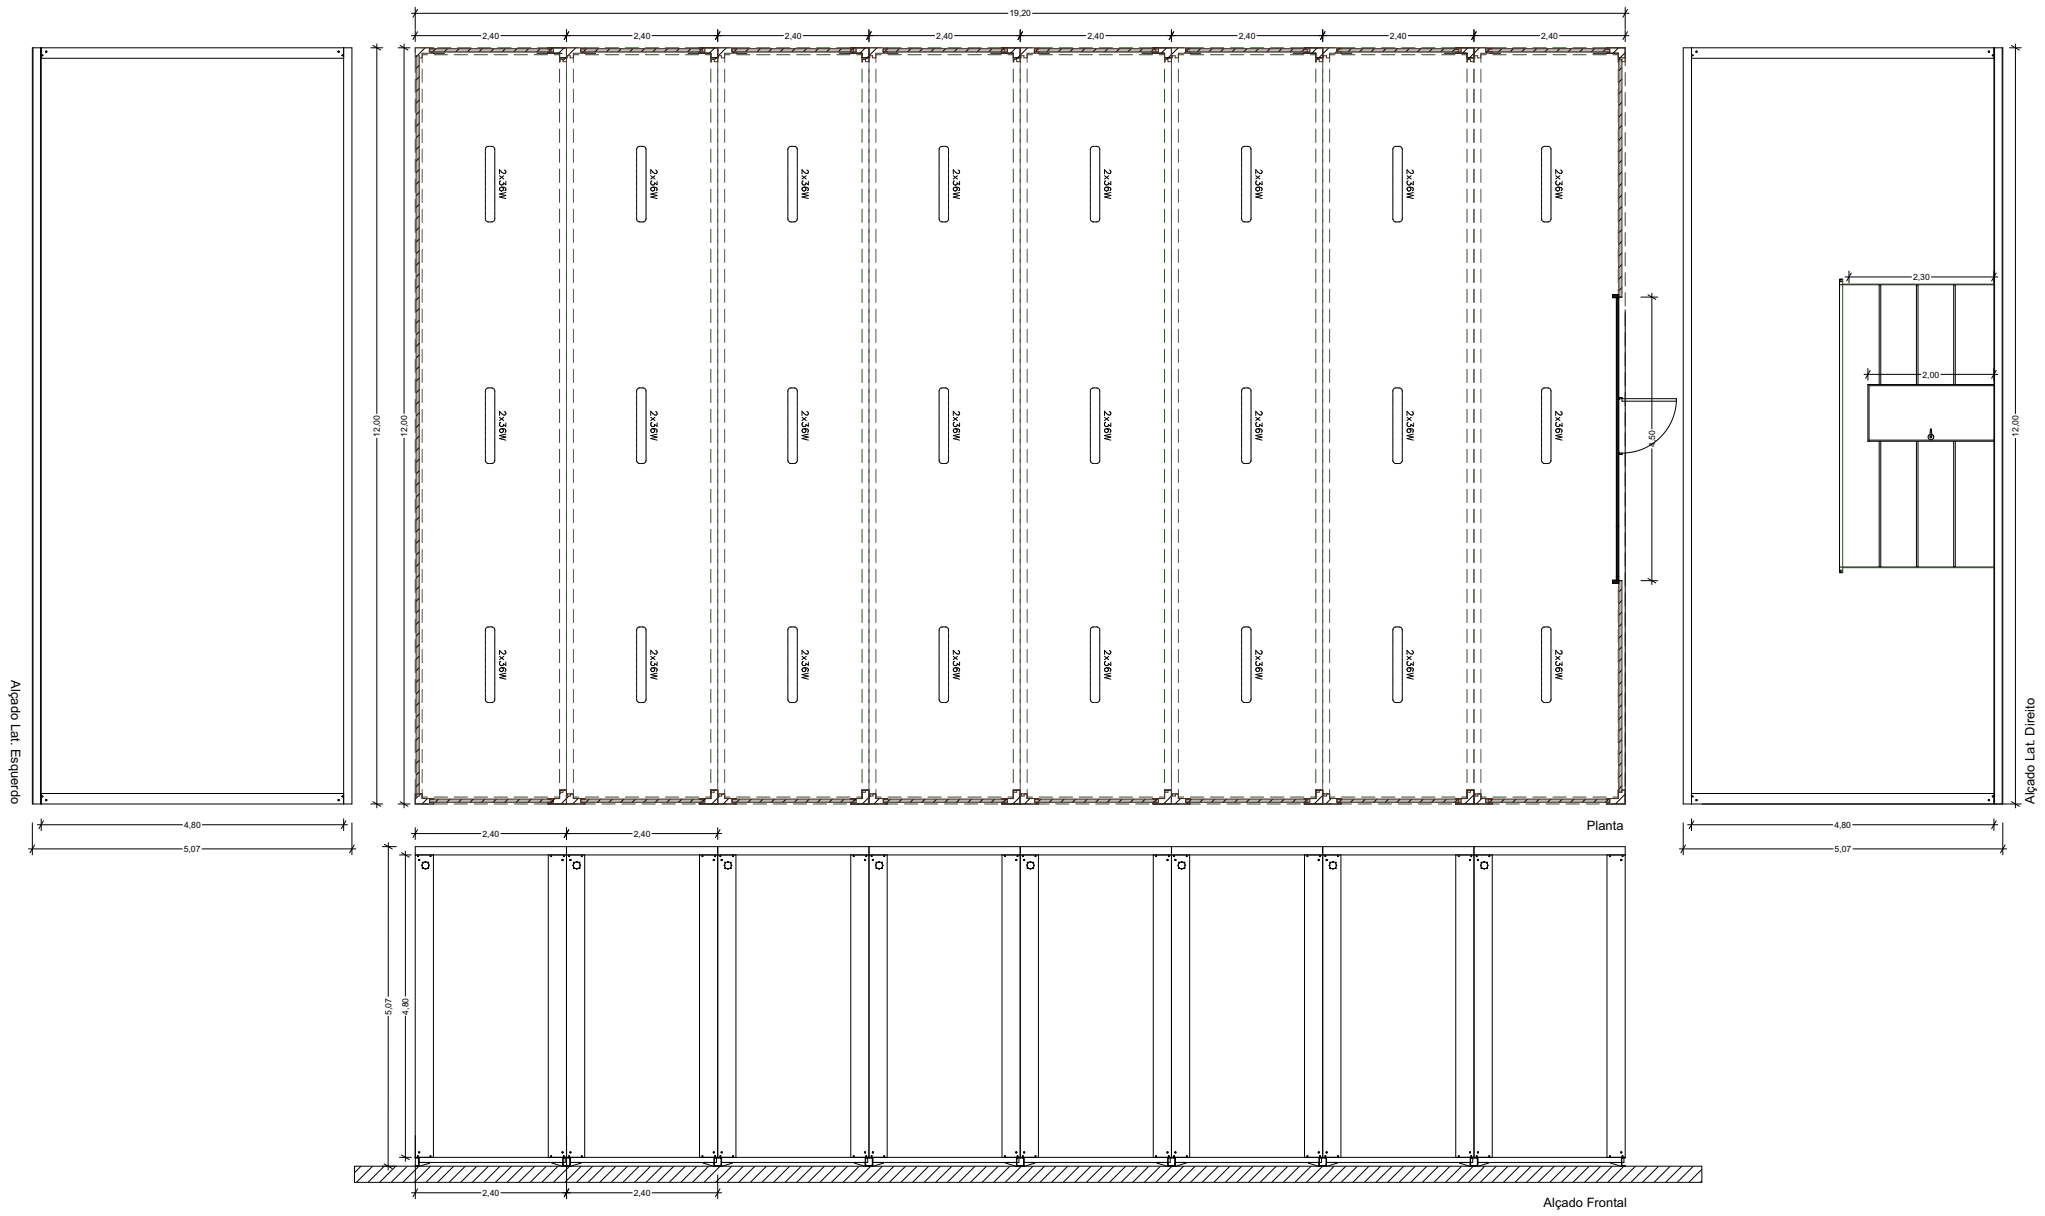 19,20
2,40 2,40 2,40 2,40 2,40 2,40 2,40 2,40
2x36W 2x36W 2x36W 2x36W 2x36W 2x36W 2x36W 2x36W
2,30
2,00
12,00 12,00 2x36W 2x36W 2x36W 2x36W 2x36W 2x36W 2x36W 2x36W 4,50 12,00
2x36W 2x36W 2x36W 2x36W 2x36W 2x36W 2x36W 2x36W
Alçado Lat. Esquerdo
Alçado Lat. Direito
4,80
5,07
Planta
4,80
5,07
2,40 2,40
5,07 4,80
2,40 2,40
Alçado Frontal